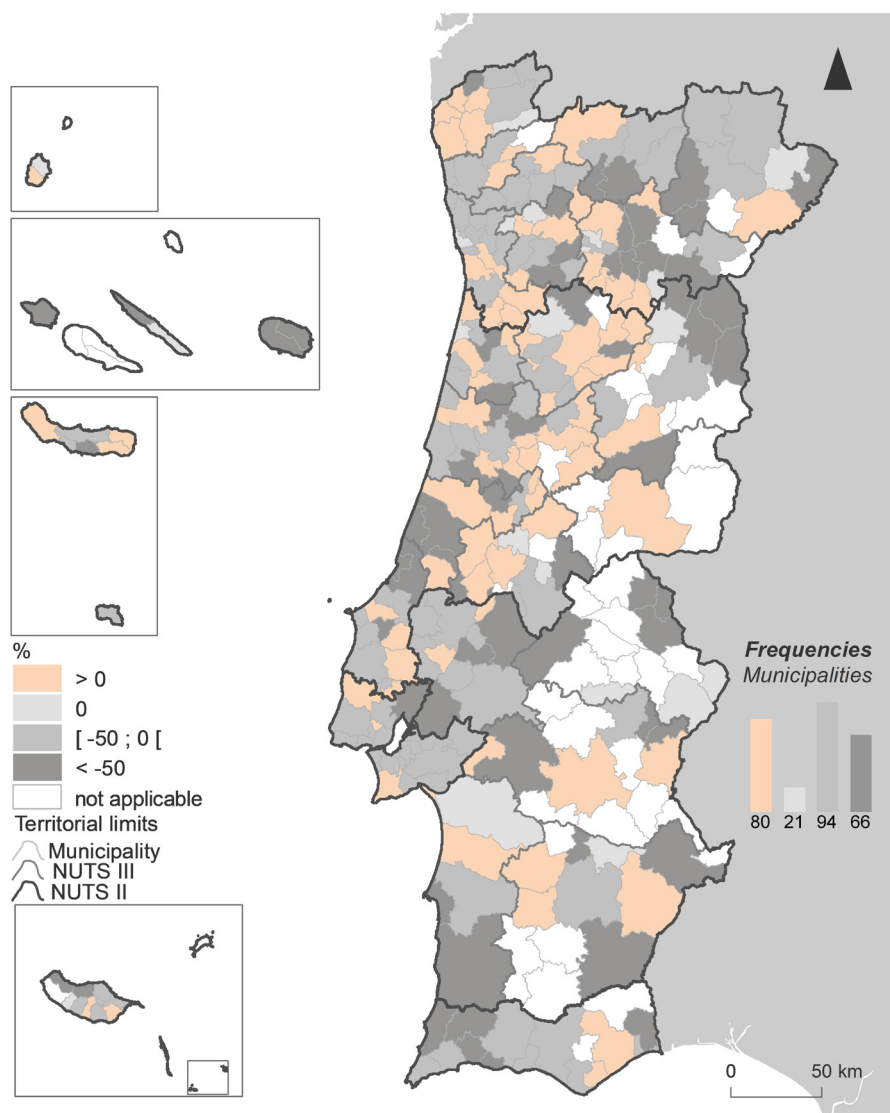 %
> 0
0
[ -50 ; 0 [
< -50
not applicable
Territorial limits
Municipality
NUTS III
NUTS II
Frequencies
Municipalities
80 21 94 66
0 50 km